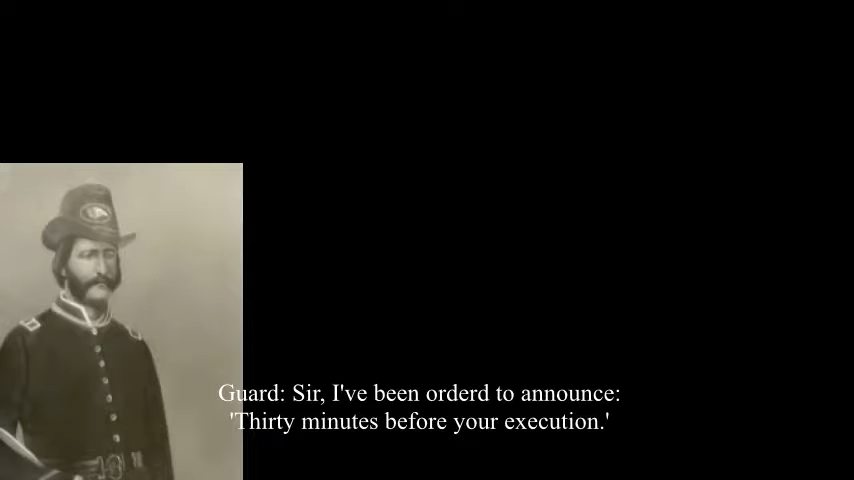 Guard: Sir, I've been orderd to announce:
'Thirty minutes before your execution.'